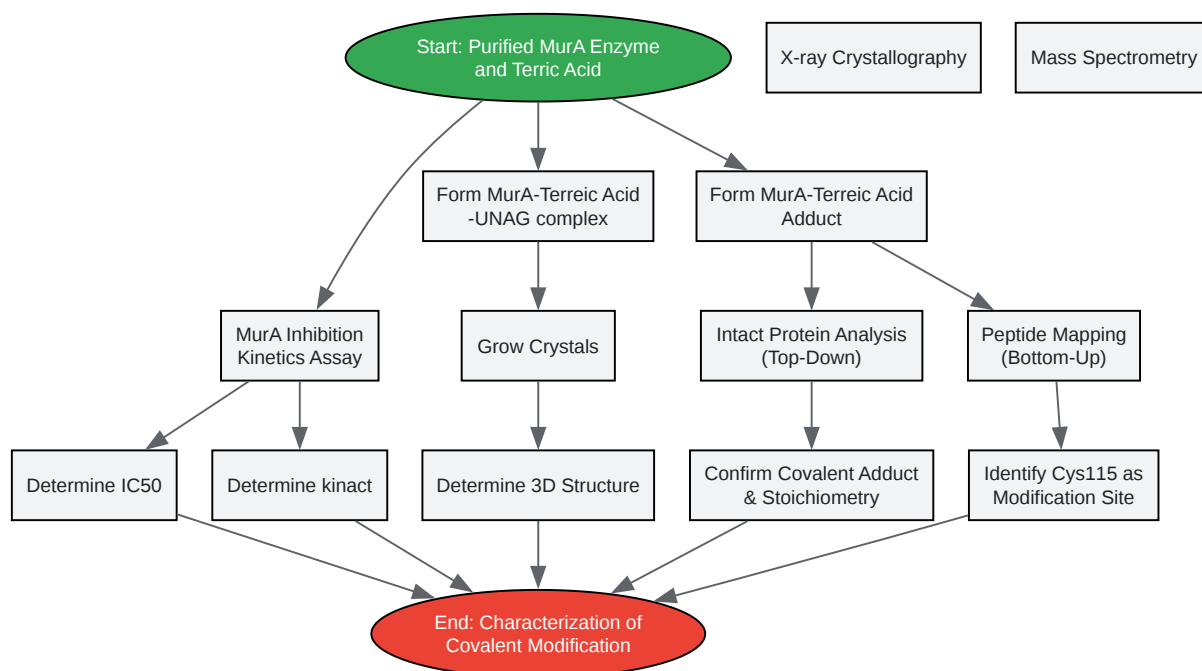 Start: Purified MurA Enzyme
and Terric Acid
X-ray Crystallography
Mass Spectrometry
Form MurA-Terreic Acid
-UNAG complex
Form MurA-Terreic Acid
Adduct
MurA Inhibition
Kinetics Assay
Grow Crystals
Intact Protein Analysis
(Top-Down)
Peptide Mapping
(Bottom-Up)
Determine IC50
Determine kinact
Determine 3D Structure
Confirm Covalent Adduct
& Stoichiometry
Identify Cys115 as
Modification Site
End: Characterization of
Covalent Modification